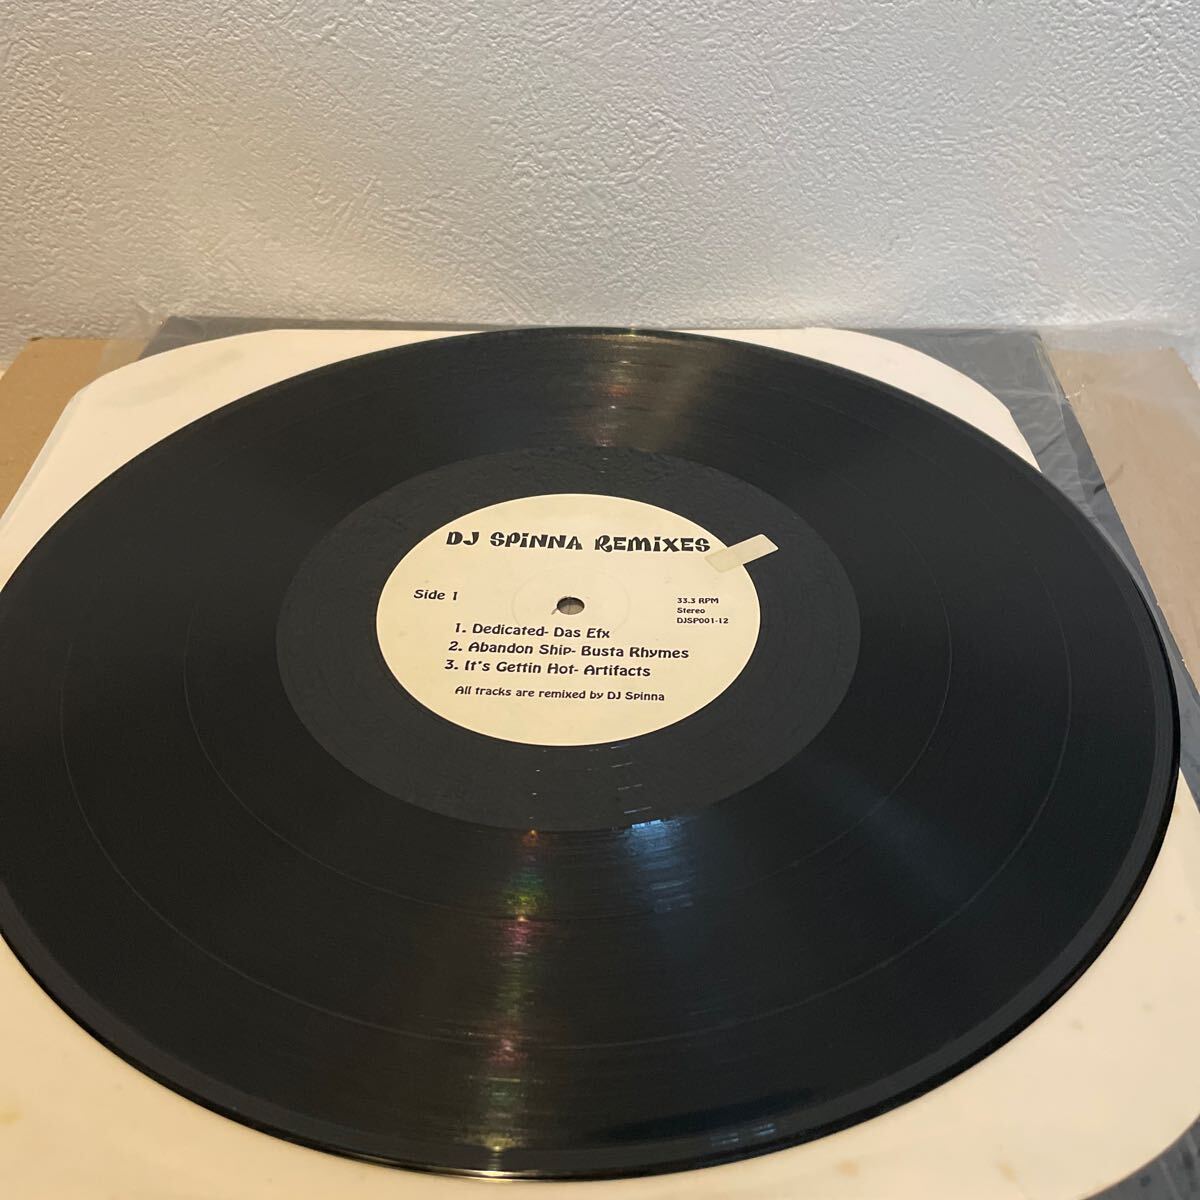 DJ SPINNA REMIXES
Side 1
33.3 RPM
Stereo
DJSP001-12
1. Dedicated- Das Efx
2. Abandon Ship- Busta Rhymes
3. It's Gettin Hot- Artifacts
All tracks are remixed by DJ Spinna